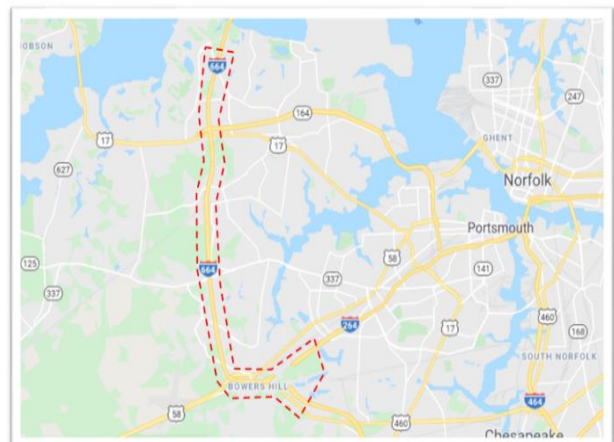 HOBSON
664
337
247
164
17
GHENT
17
627
Norfolk
Portsmouth
125
58
664
337
141
337
264
17
460
168
SOUTH NORFOLK
BOWERS HILL
58
464
460
Chesapeake